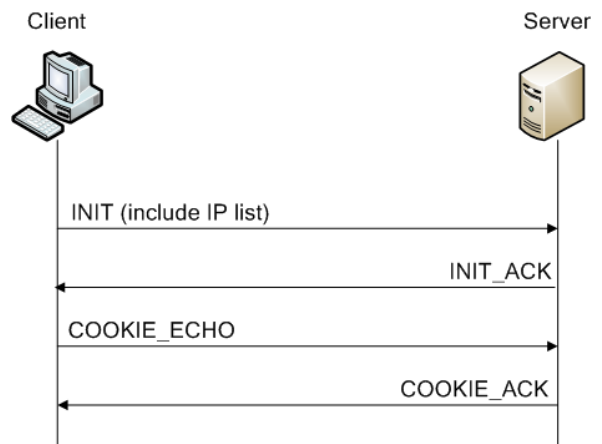 Client
Server
INIT (include IP list)
INIT_ACK
COOKIE_ECHO
COOKIE_ACK